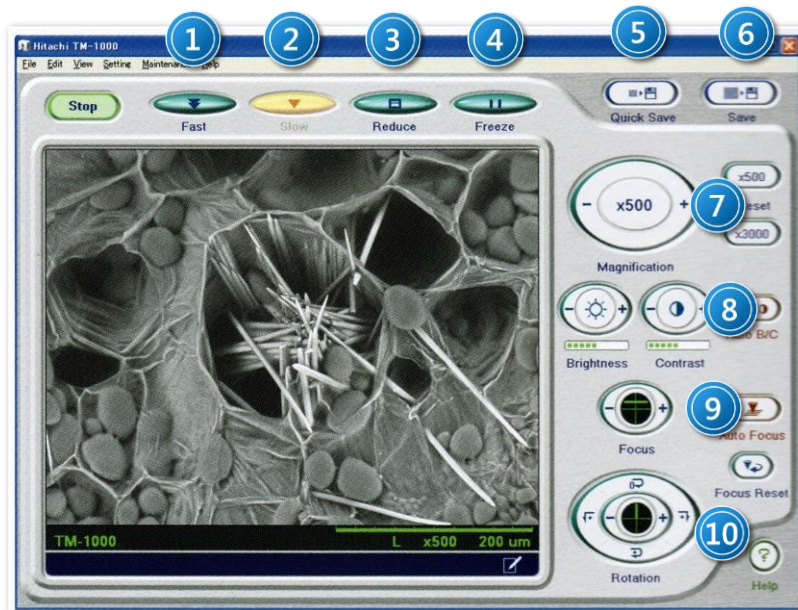 1 2 3 4 5 6
Hitachi TM-1000
File Edit View Setting Maintenance Help
Stop
Fast Slow Reduce Freeze Quick Save Save
x500
- x500 + 7
x3000
Magnification
- + - 8
Brightness Contrast
- + 9
Focus Auto Focus
Focus Reset
- + 10
TM-1000 L x500 200 um
Rotation
?
Help